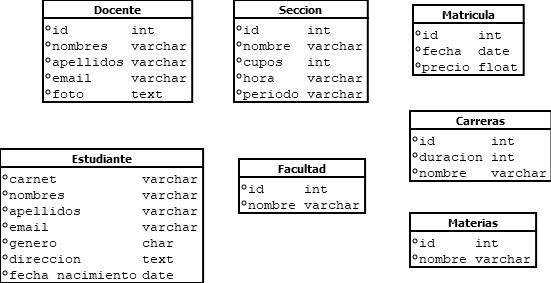 Docente
id int
nombres varchar
apellidos varchar
email varchar
foto text
Seccion
id int
nombre varchar
cupos int
hora varchar
periodo varchar
Matricula
id int
fecha date
precio float
Carreras
id int
duracion int
nombre varchar
Estudiante
carnet varchar
nombres varchar
apellidos varchar
email varchar
genero char
direccion text
fecha nacimiento date
Facultad
id int
nombre varchar
Materias
id int
nombre varchar